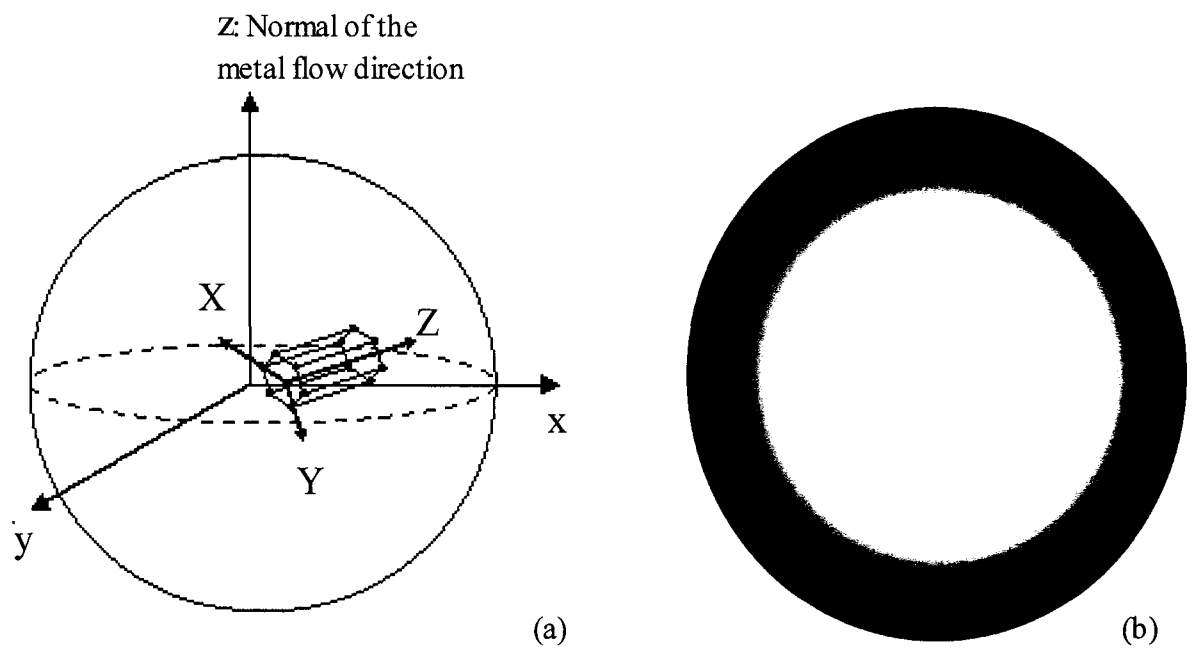 z: Normal of the
metal flow direction
X
Z
x
Y
y
(a)
(b)